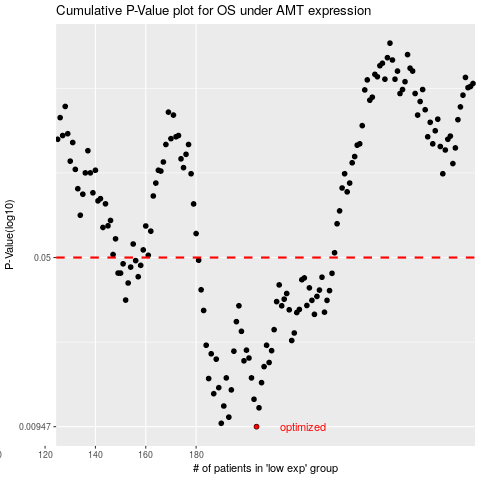 Cumulative P-Value plot for OS under AMT expression
P-Value(log10)
0.05
0.00947
optimized
0 120 140 160 180
# of patients in 'low exp' group